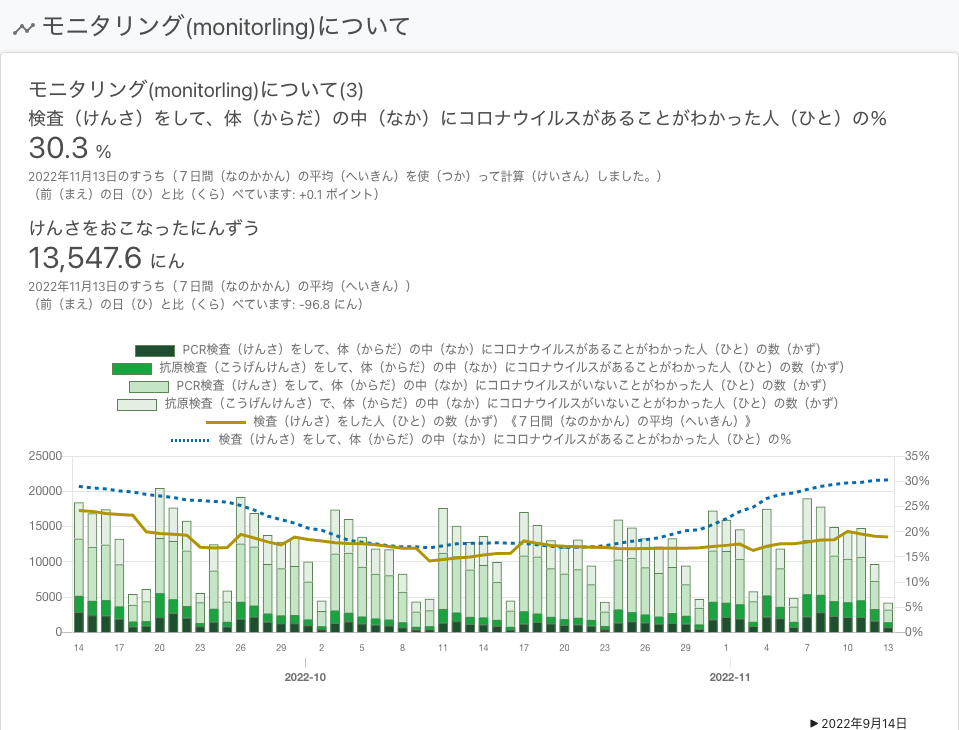 モニタリング(monitorling)について
モニタリング(monitorling)について(3)
検査（けんさ）をして、体（からだ）の中（なか）にコロナウイルスがあることがわかった人（ひと）の％
30.3 ％
2022年11月13日のすうち（７日間（なのかかん）の平均（へいきん）を使（つか）って計算（けいさん）しました。）
（前（まえ）の日（ひ）と比（くら）べています: +0.1 ポイント）
けんさをおこなったにんずう
13,547.6 にん
2022年11月13日のすうち（７日間（なのかかん）の平均（へいきん））
（前（まえ）の日（ひ）と比（くら）べています: -96.8 にん）
PCR検査（けんさ）をして、体（からだ）の中（なか）にコロナウイルスがあることがわかった人（ひと）の数（かず）
抗原検査（こうげんけんさ）をして、体（からだ）の中（なか）にコロナウイルスがあることがわかった人（ひと）の数（かず）
PCR検査（けんさ）をして、体（からだ）の中（なか）にコロナウイルスがいないことがわかった人（ひと）の数（かず）
抗原検査（こうげんけんさ）で、体（からだ）の中（なか）にコロナウイルスがいないことがわかった人（ひと）の数（かず）
検査（けんさ）をした人（ひと）の数（かず）《７日間（なのかかん）の平均（へいきん）》
検査（けんさ）をして、体（からだ）の中（なか）にコロナウイルスがあることがわかった人（ひと）の％
25000 35%
20000 30%
25%
15000 20%
10000 15%
10%
5000 5%
0 0%
14 17 20 23 26 29 2 5 8 11 14 17 20 23 26 29 1 4 7 10 13
2022-10 2022-11
▶ 2022年9月14日